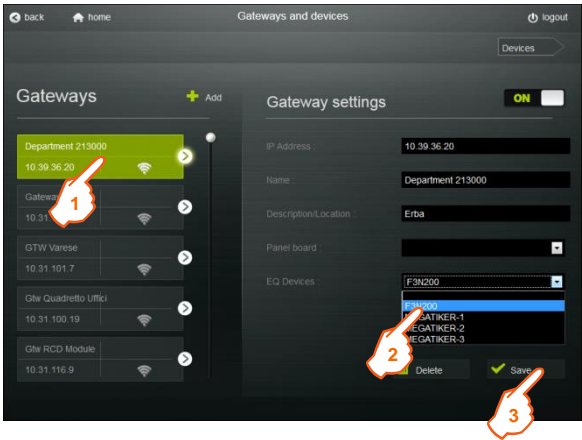 back
home
Gateways and devices
logout
Devices
Gateways
Add
Gateway settings
ON
Department 213000
10.39.36.20
10.31
GTW Varese
10.31.101.7
Gtw Quadretto Uffici
10.31.100.19
Gtw RCD Module
10.31.116.9
IP Address :
10.39.36.20
Name :
Department 213000
Description/Location :
Erba
Panel board :
EQ Devices :
F3N200
F3N200
MEGATIKER-1
MEGATIKER-2
MEGATIKER-3
Delete
Save
1
2
3